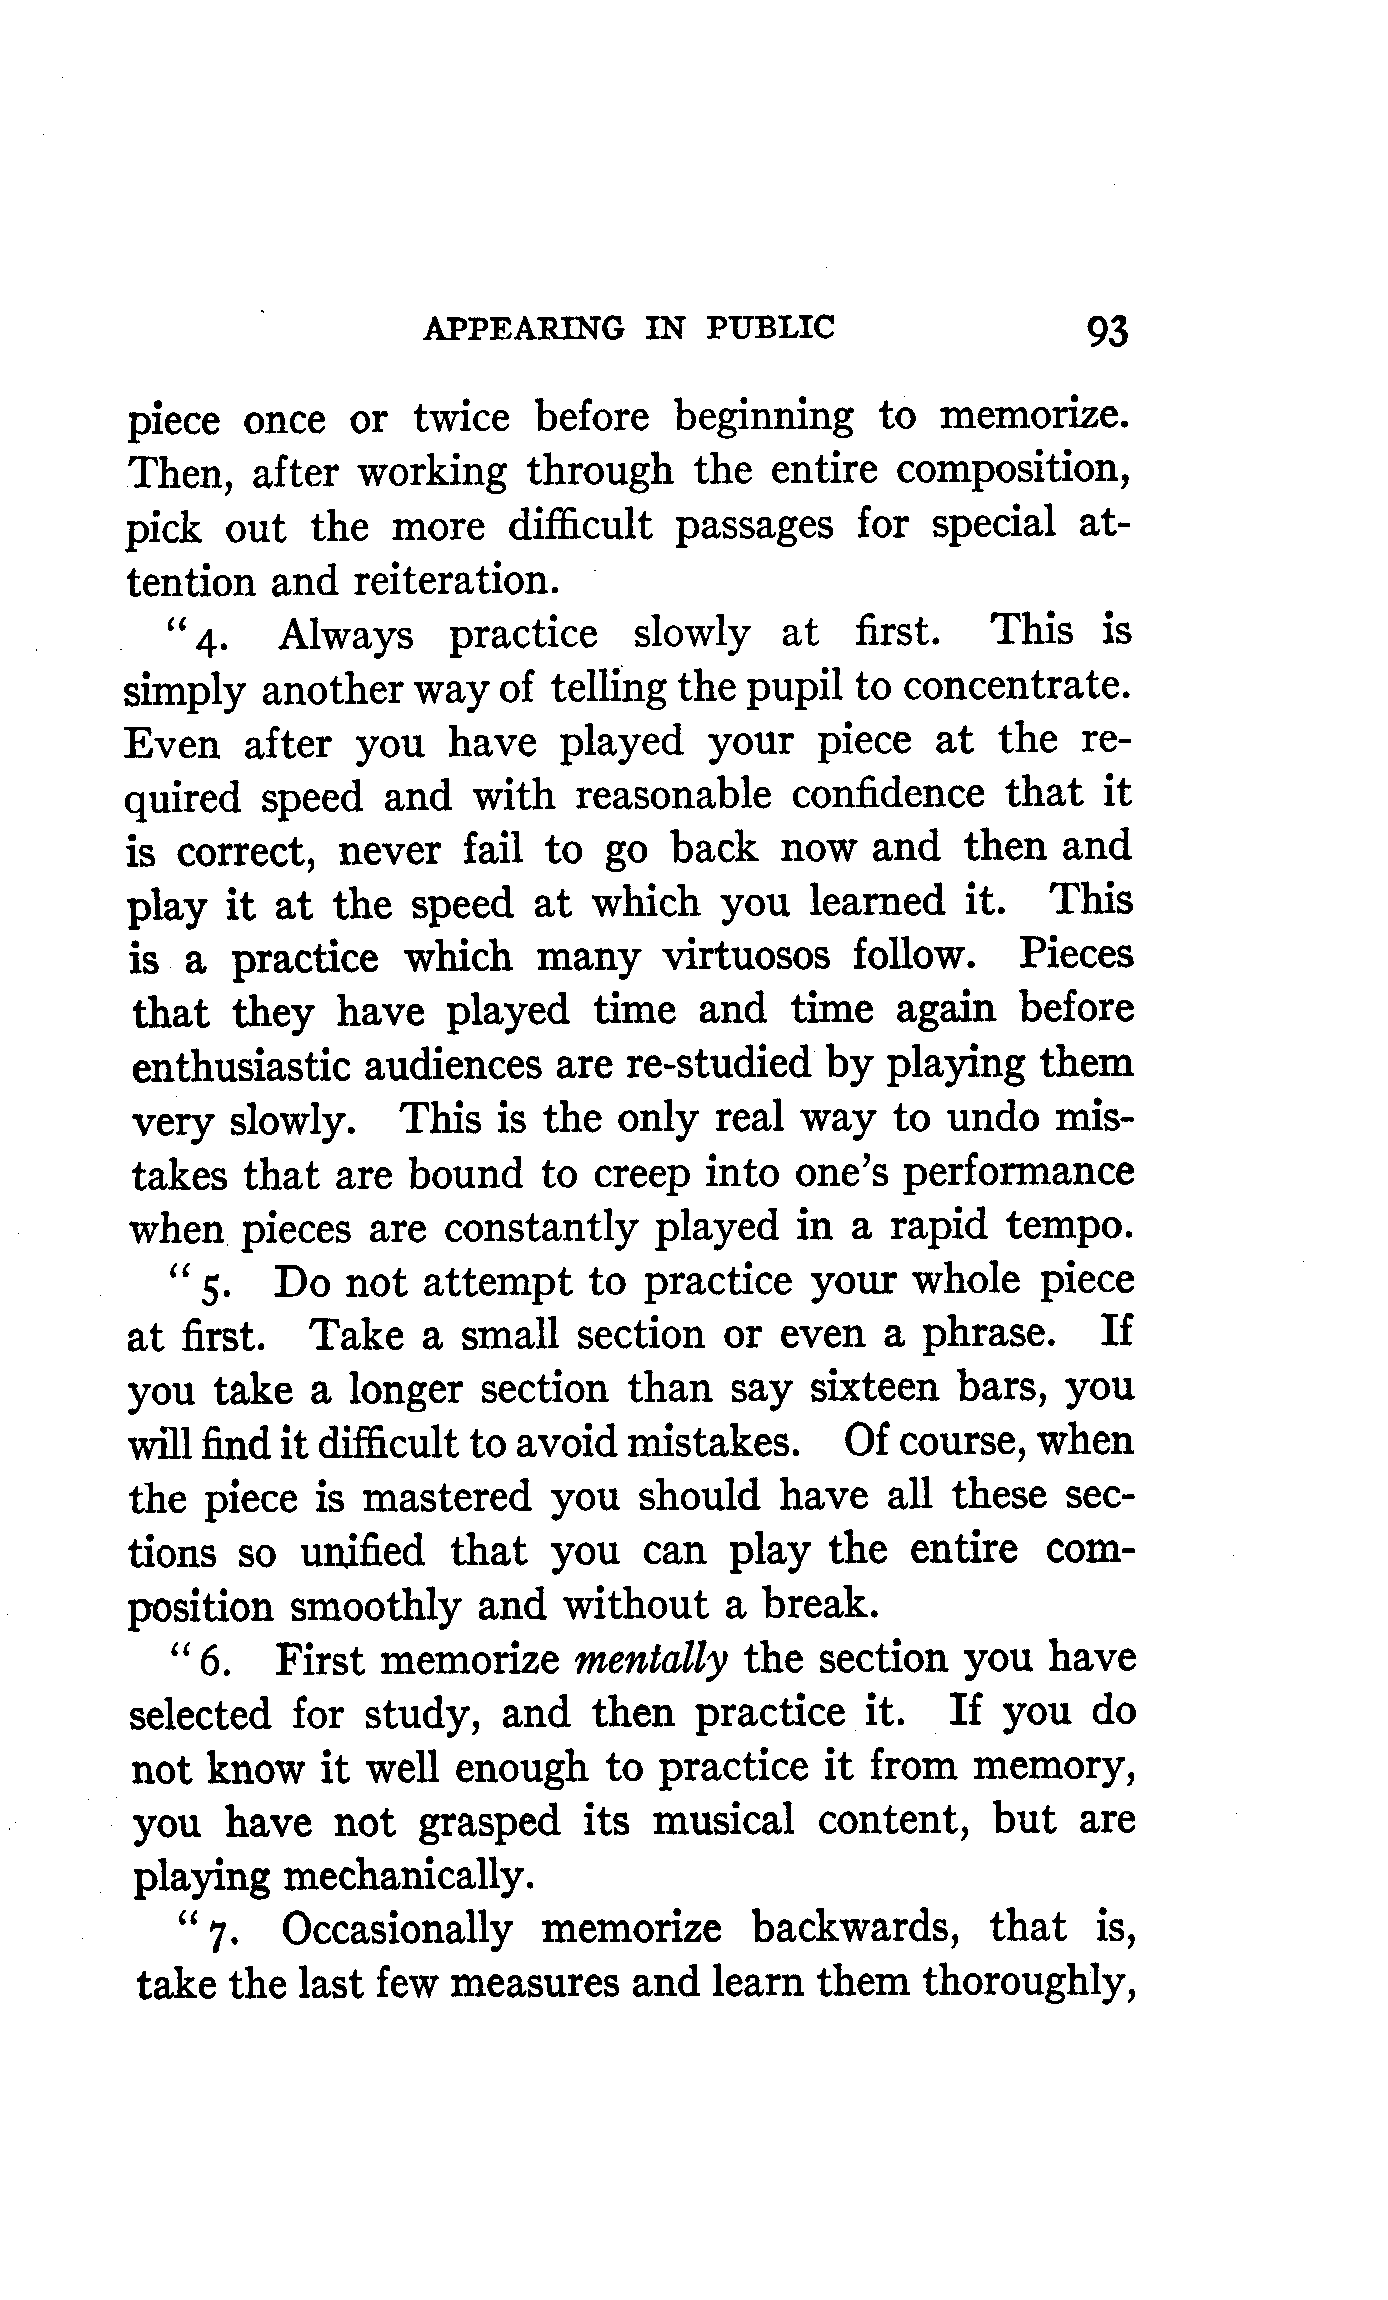 APPEARING IN PUBLIC 93
piece once or twice before beginning to memorize.
Then, after working through the entire composition,
pick out the more difficult passages for special at-
tention and reiteration.
“ 4. Always practice slowly at first. This is
simply another way of telling the pupil to concentrate.
Even after you have played your piece at the re-
quired speed and with reasonable confidence that it
is correct, never fail to go back now and then and
play it at the speed at which you learned it. This
is a practice which many virtuosos follow. Pieces
that they have played time and time again before
enthusiastic audiences are re-studied by playing them
very slowly. This is the only real way to undo mis-
takes that are bound to creep into one’s performance
when pieces are constantly played in a rapid tempo.
“ 5. Do not attempt to practice your whole piece
at first. Take a small section or even a phrase. If
you take a longer section than say sixteen bars, you
will find it difficult to avoid mistakes. Of course, when
the piece is mastered you should have all these sec-
tions so unified that you can play the entire com-
position smoothly and without a break.
“ 6. First memorize mentally the section you have
selected for study, and then practice it. If you do
not know it well enough to practice it from memory,
you have not grasped its musical content, but are
playing mechanically.
“ 7. Occasionally memorize backwards, that is,
take the last few measures and learn them thoroughly,